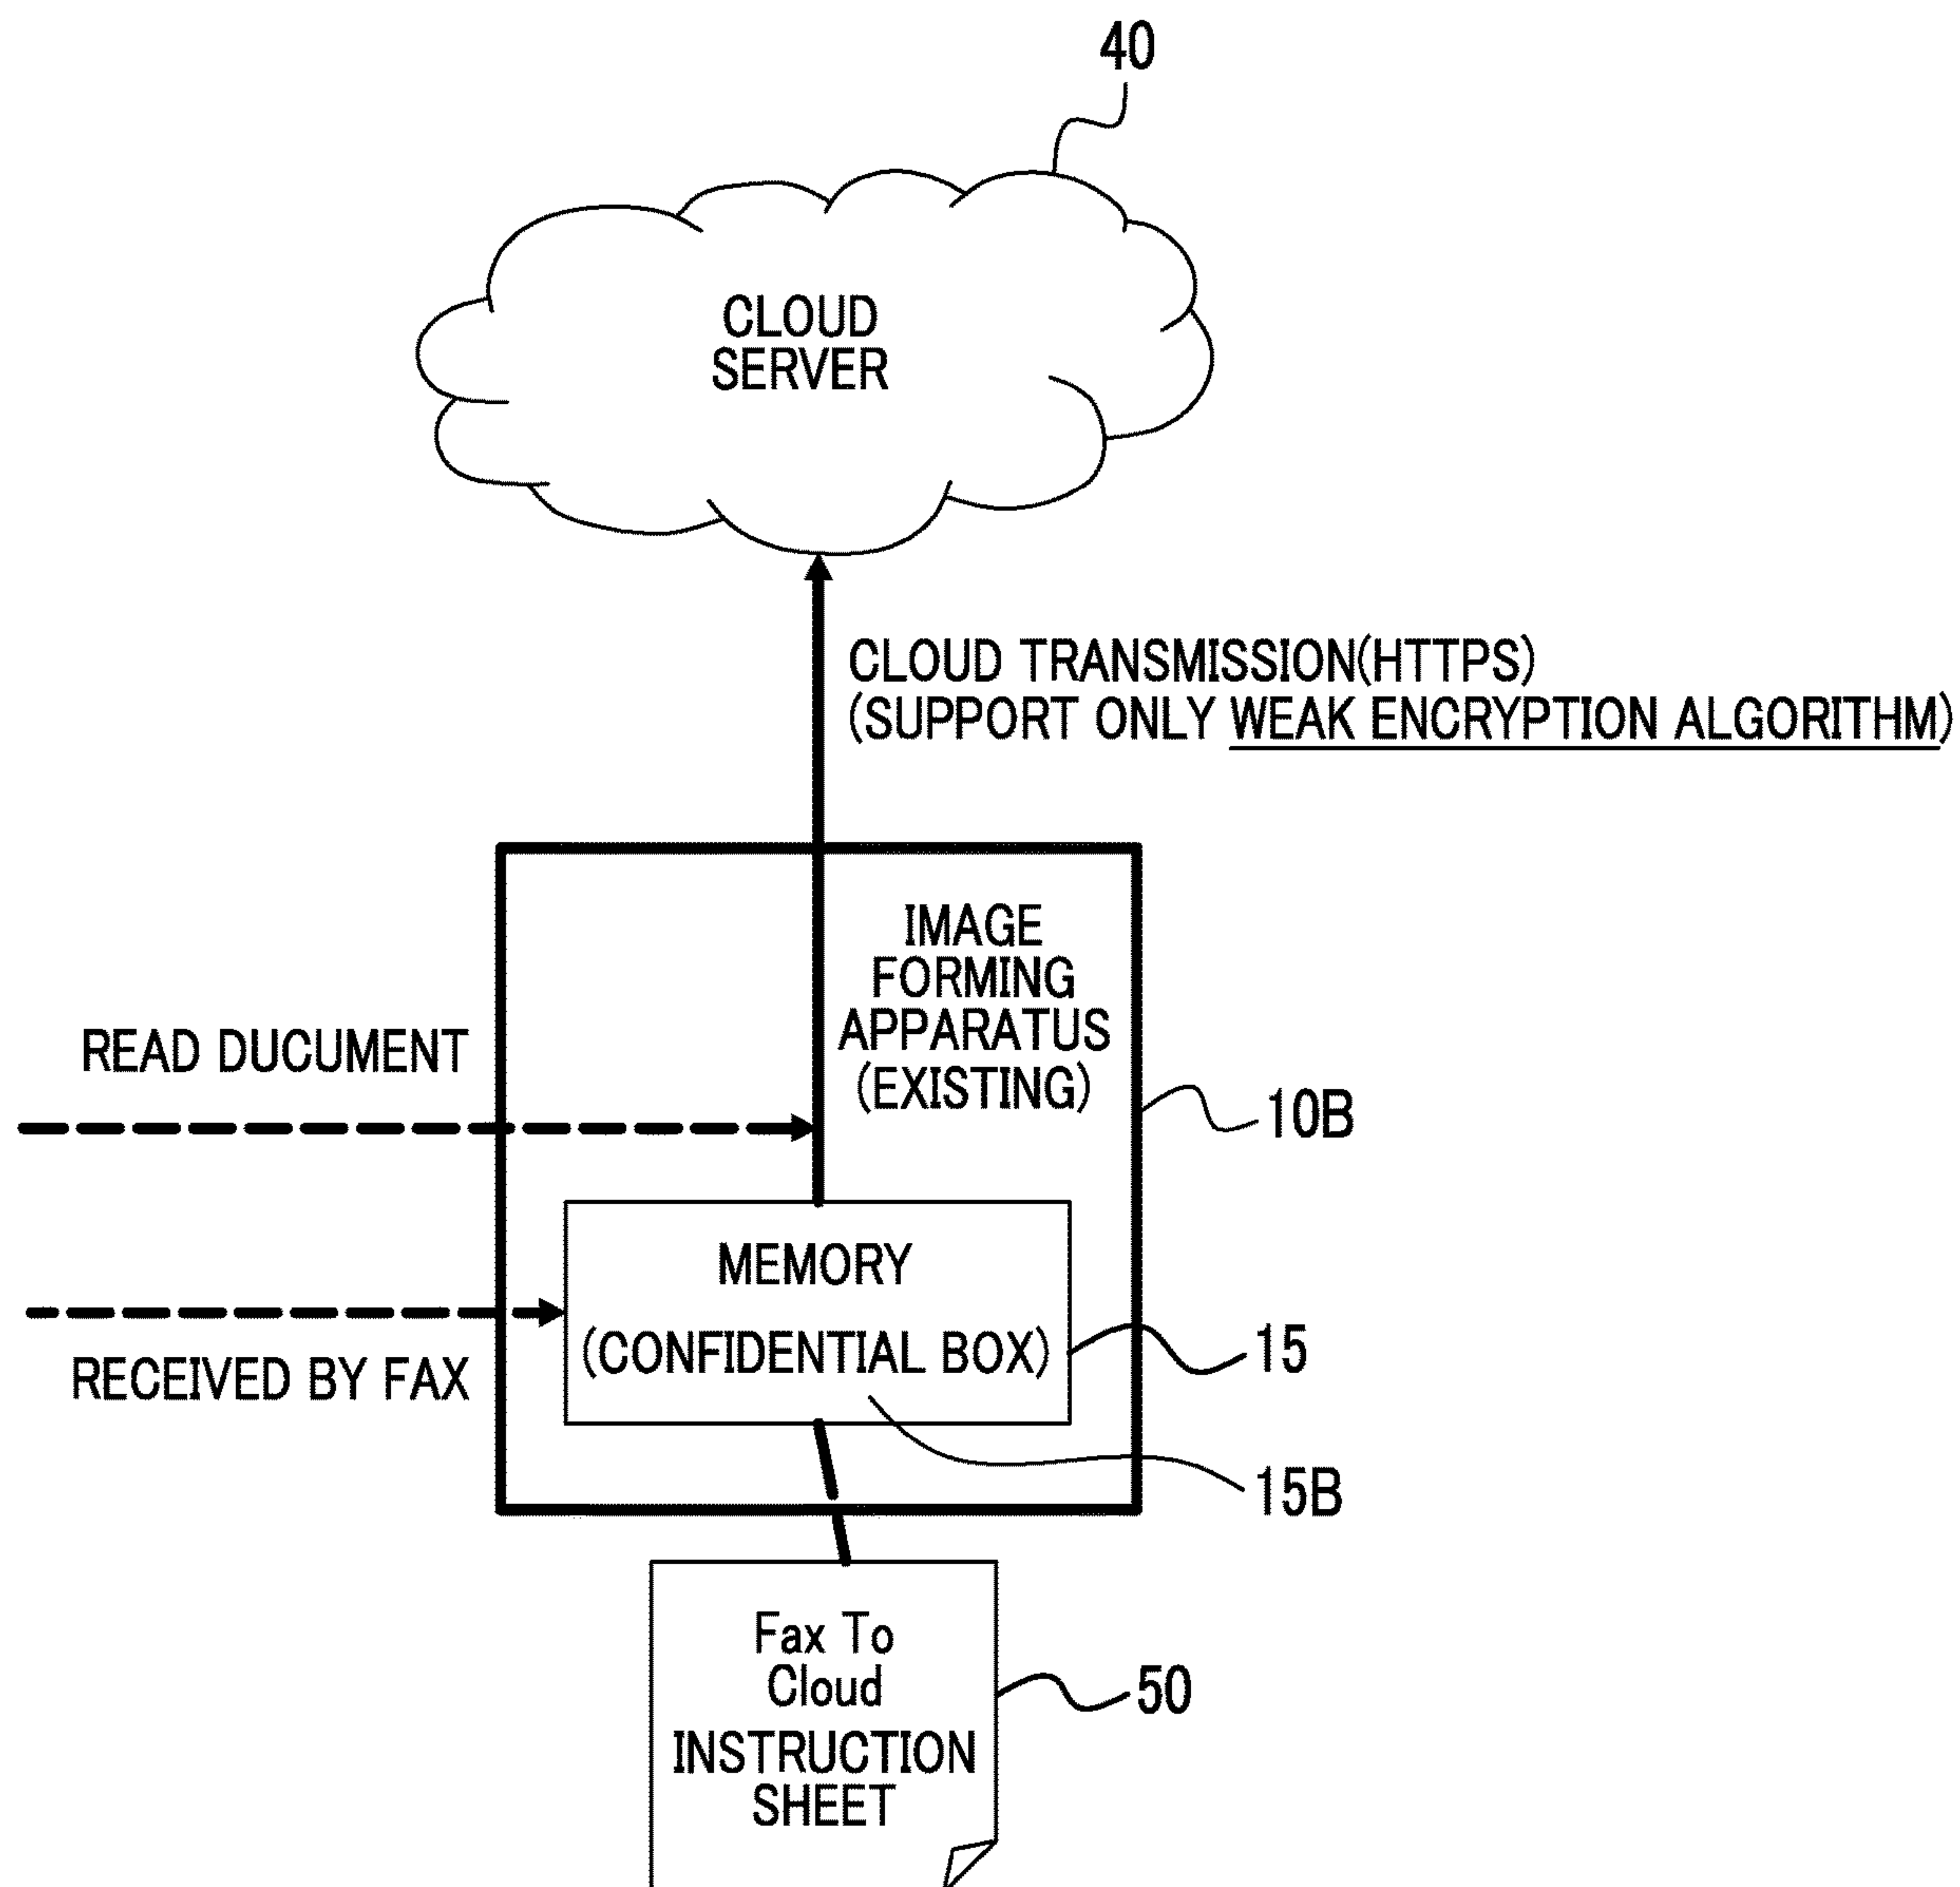 40
CLOUD
SERVER
CLOUD TRANSMISSION(HTTPS)
(SUPPORT ONLY WEAK ENCRYPTION ALGORITHM)
IMAGE
FORMING
APPARATUS
(EXISTING)
READ DUCUMENT
10B
MEMORY
(CONFIDENTIAL BOX)
15
RECEIVED BY FAX
15B
Fax To
Cloud
INSTRUCTION
SHEET
50